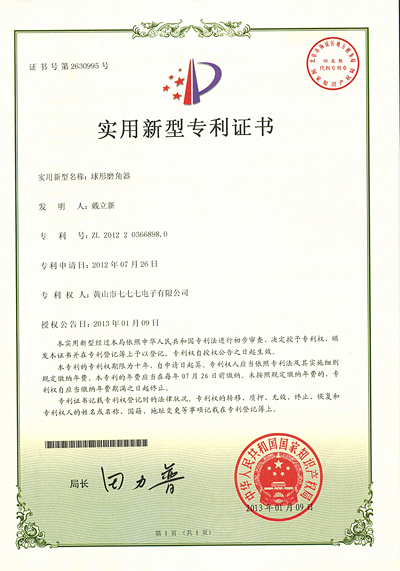 证书号第2630995号
实用新型专利证书
实用新型名称：球形磨角器
发明人：戴立新
专利号：ZL 2012 2 0366898.0
专利申请日：2012年07月26日
专利权人：黄山市七七七电子有限公司
授权公告日：2013年01月09日
本实用新型经过本局依照中华人民共和国专利法进行初步审查，决定授予专利权，颁
发本证书并在专利登记簿上予以登记。专利权自授权公告之日起生效。
本专利的专利权期限为十年，自申请日起算。专利权人应当依照专利法及其实施细则
规定缴纳年费。本专利的年费应当在每年07月26日前缴纳。未按照规定缴纳年费的，专
利权自应当缴纳年费期满之日起终止。
专利证书记载专利权登记时的法律状况。专利权的转移、质押、无效、终止、恢复和
专利权人的姓名或名称、国籍、地址变更等事项记载在专利登记簿上。
局长 田力普
中华人民共和国国家知识产权局
2013年01月09日
第1页（共1页）